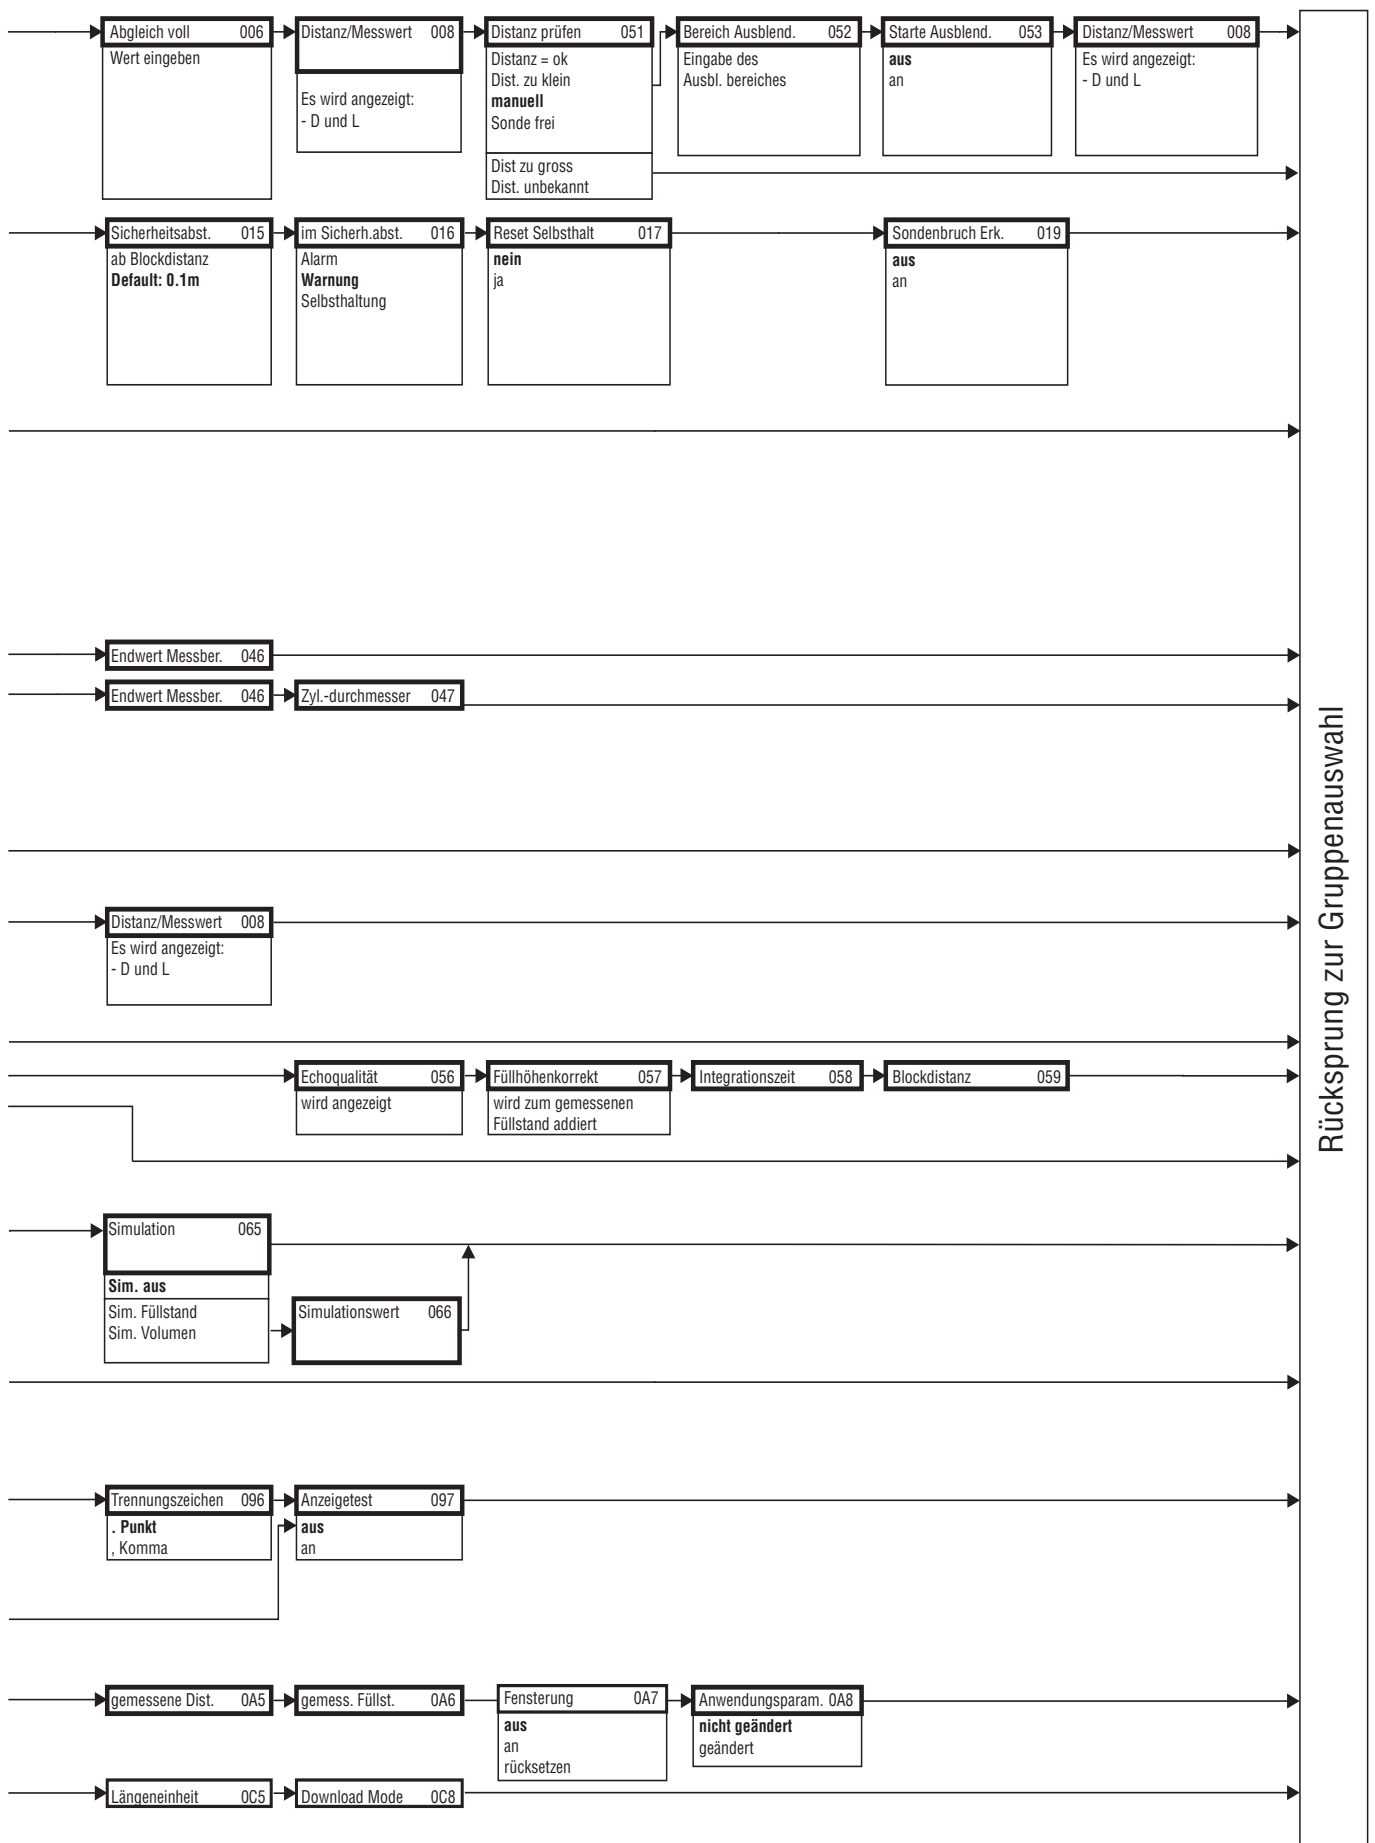 Abgleich voll 006
Wert eingeben
Distanz/Messwert 008
Es wird angezeigt:
- D und L
Distanz prüfen 051
Distanz = ok
Dist. zu klein
manuell
Sonde frei
Dist zu gross
Dist. unbekannt
Bereich Ausblend. 052
Eingabe des
Ausbl. bereiches
Starte Ausblend. 053
aus
an
Distanz/Messwert 008
Es wird angezeigt:
- D und L
Sicherheitsabst. 015
ab Blockdistanz
Default: 0.1m
im Sicherh.abst. 016
Alarm
Warnung
Selbsthaltung
Reset Selbsthalt 017
nein
ja
Sondenbruch Erk. 019
aus
an
Endwert Messber. 046
Endwert Messber. 046
Zyl.-durchmesser 047
Distanz/Messwert 008
Es wird angezeigt:
- D und L
Echoqualität 056
wird angezeigt
Füllhöhenkorrekt 057
wird zum gemessenen
Füllstand addiert
Integrationszeit 058
Blockdistanz 059
Simulation 065
Sim. aus
Sim. Füllstand
Sim. Volumen
Simulationswert 066
Trennungszeichen 096
. Punkt
, Komma
Anzeigetest 097
aus
an
gemessene Dist. 0A5
gemess. Füllst. 0A6
Fensterung 0A7
aus
an
rücksetzen
Anwendungsparam. 0A8
nicht geändert
geändert
Längeneinheit 0C5
Download Mode 0C8
Rücksprung zur Gruppenauswahl